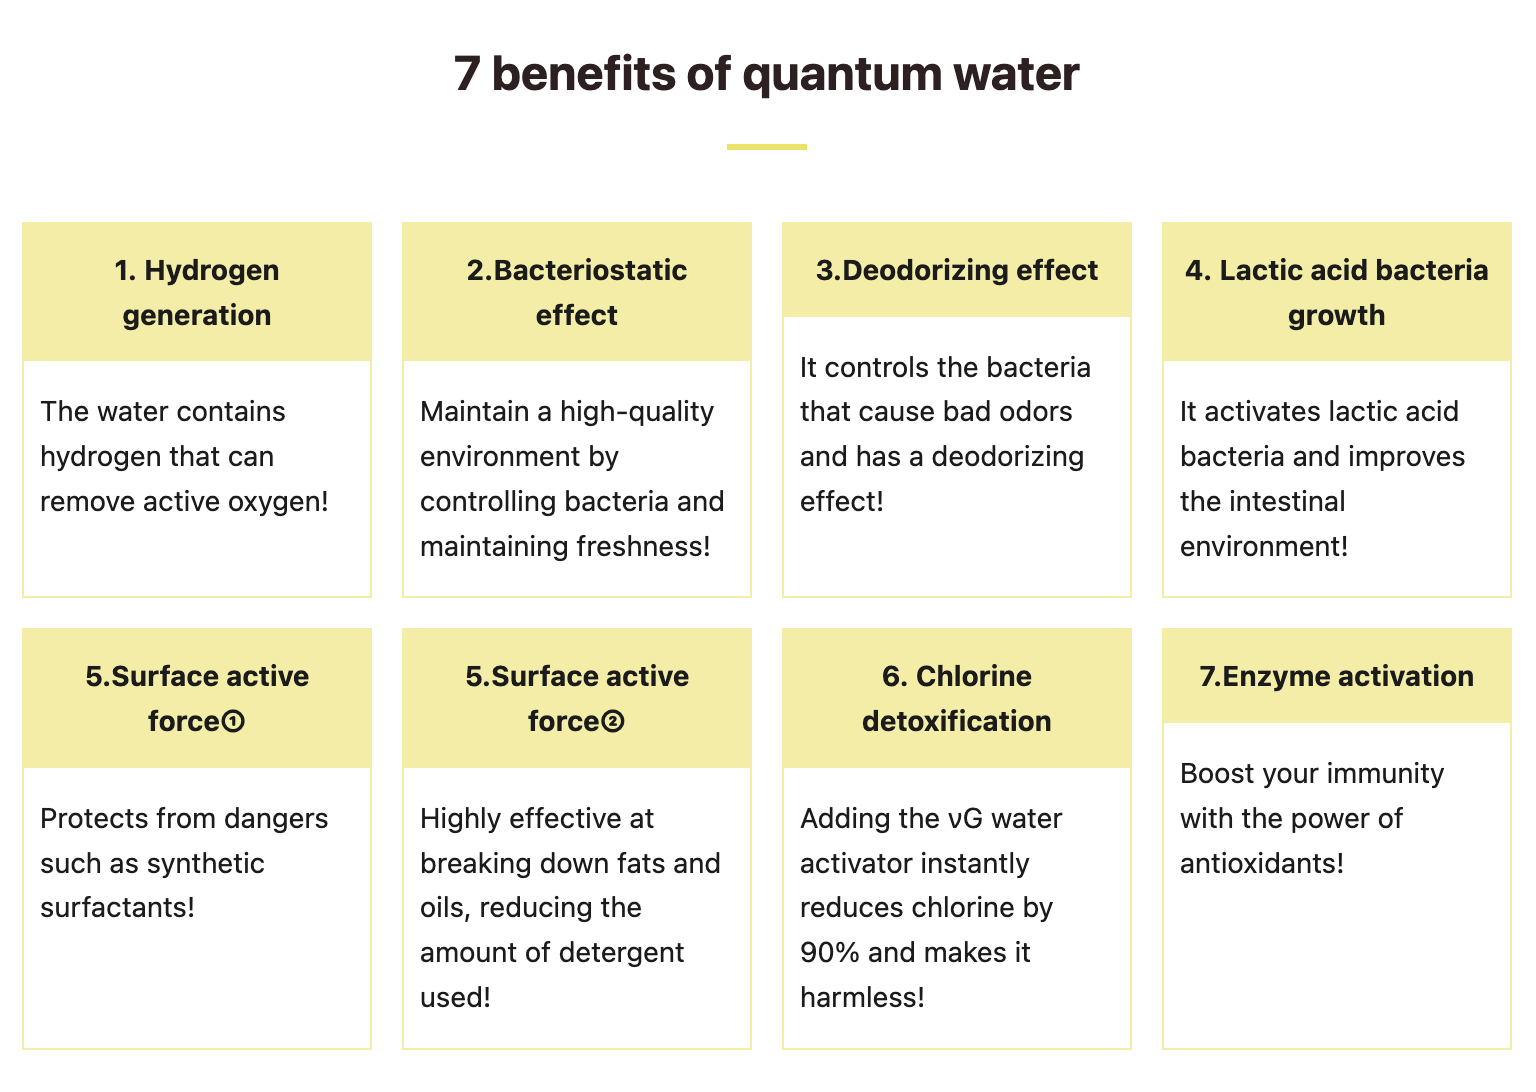 7 benefits of quantum water
1. Hydrogen
generation
The water contains
hydrogen that can
remove active oxygen!
2.Bacteriostatic
effect
Maintain a high-quality
environment by
controlling bacteria and
maintaining freshness!
3.Deodorizing effect
It controls the bacteria
that cause bad odors
and has a deodorizing
effect!
4. Lactic acid bacteria
growth
It activates lactic acid
bacteria and improves
the intestinal
environment!
5.Surface active
force①
Protects from dangers
such as synthetic
surfactants!
5.Surface active
force②
Highly effective at
breaking down fats and
oils, reducing the
amount of detergent
used!
6. Chlorine
detoxification
Adding the νG water
activator instantly
reduces chlorine by
90% and makes it
harmless!
7.Enzyme activation
Boost your immunity
with the power of
antioxidants!